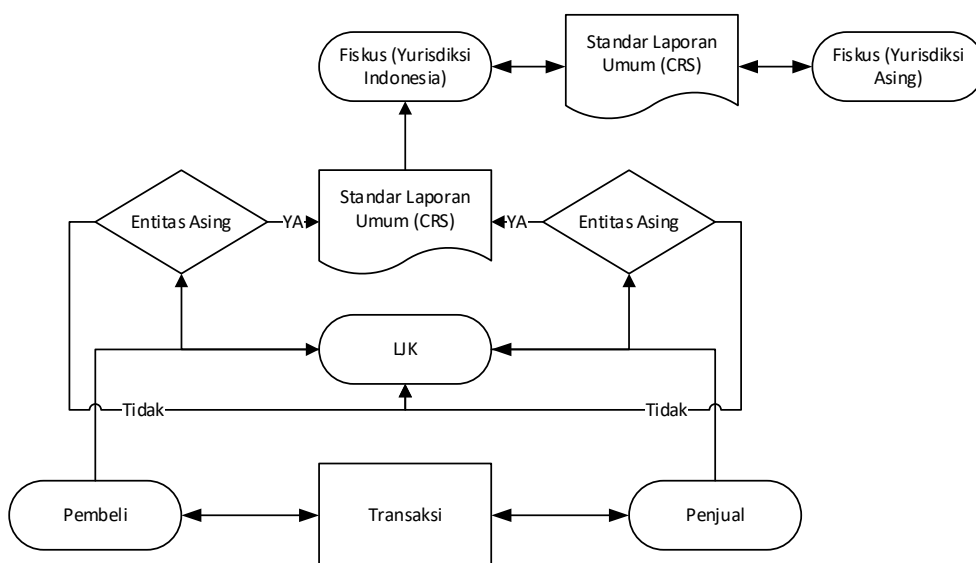 Fiskus (Yurisdiksi
Indonesia)
Standar Laporan
Umum (CRS)
Fiskus (Yurisdiksi
Asing)
Entitas Asing
YA
Standar Laporan
Umum (CRS)
YA
Entitas Asing
LJK
Tidak
Tidak
Pembeli
Transaksi
Penjual